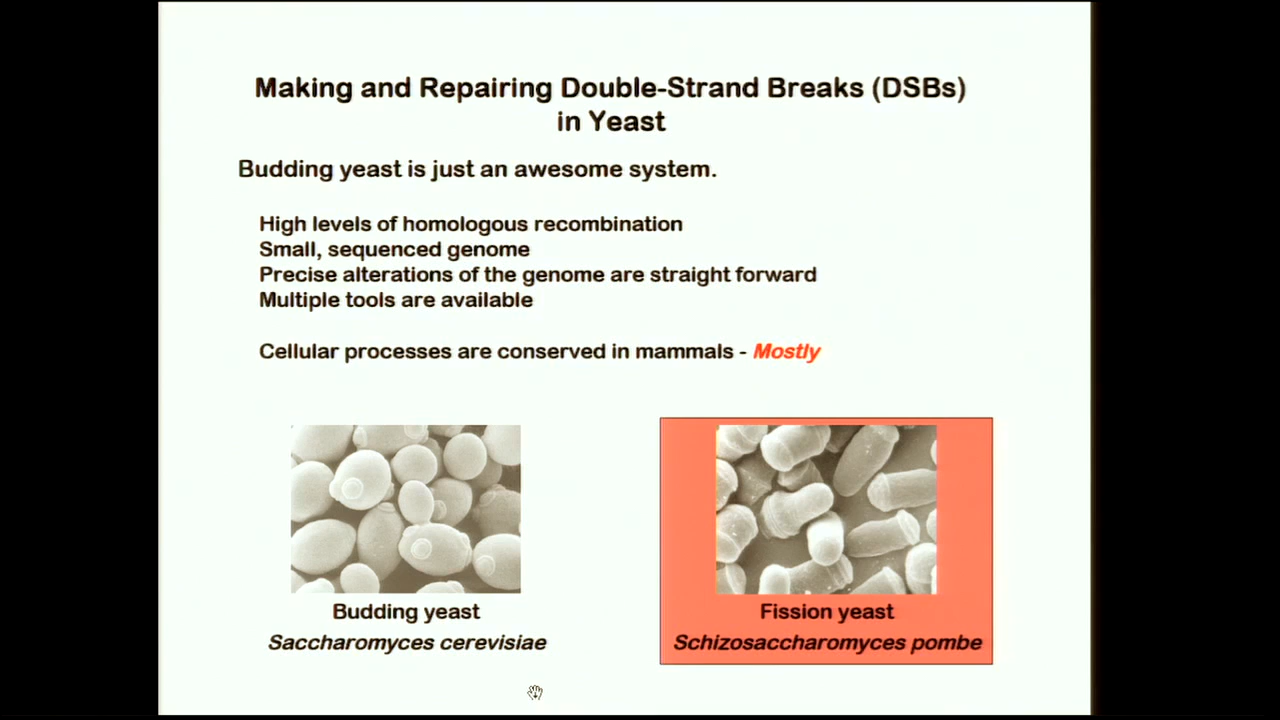 Making and Repairing Double-Strand Breaks (DSBs)
in Yeast
Budding yeast is just an awesome system.
High levels of homologous recombination
Small, sequenced genome
Precise alterations of the genome are straight forward
Multiple tools are available
Cellular processes are conserved in mammals - Mostly
Budding yeast
Saccharomyces cerevisiae
Fission yeast
Schizosaccharomyces pombe